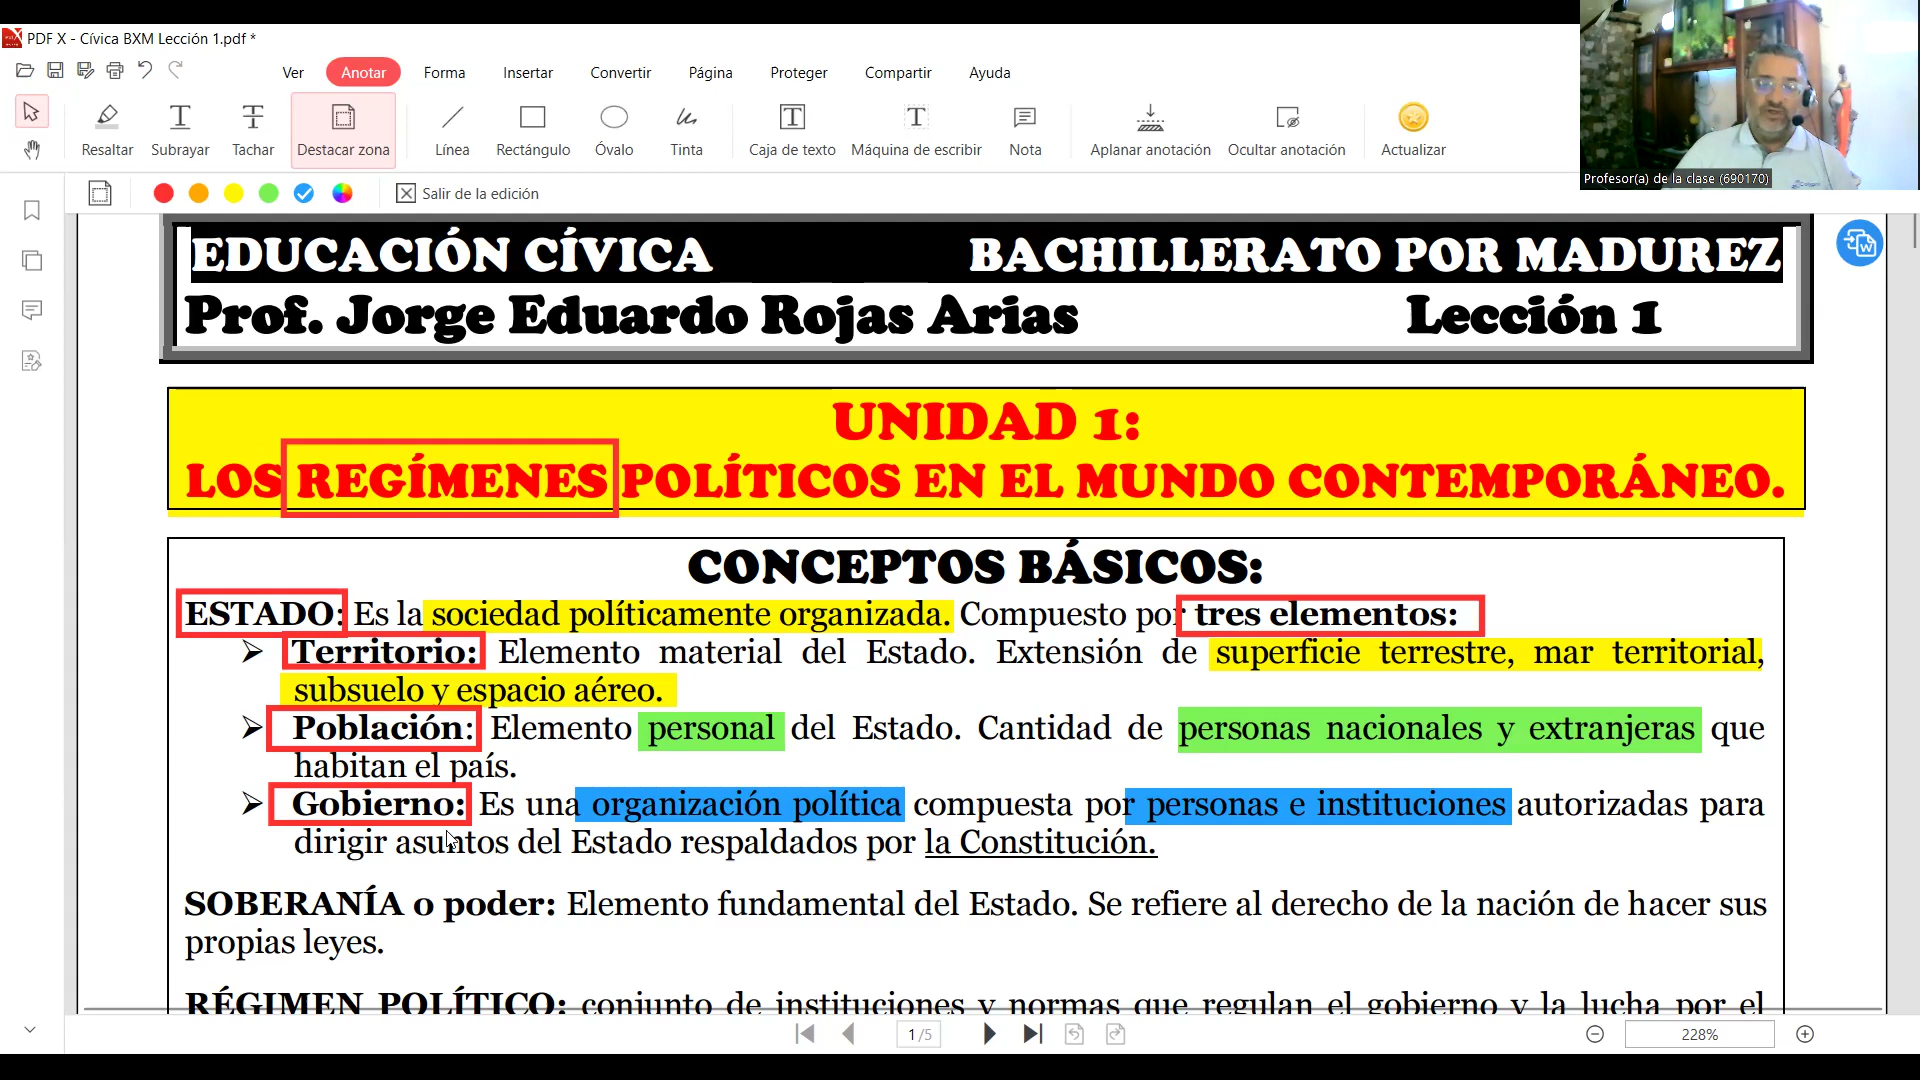 PDF X - Cívica BXM Lección 1.pdf *
Ver Anotar Forma Insertar Convertir Página Proteger Compartir Ayuda
Resaltar Subrayar Tachar Destacar zona Línea Rectángulo Óvalo Tinta Caja de texto Máquina de escribir Nota Aplanar anotación Ocultar anotación Actualizar
Profesor(a) de la clase (690170)
Salir de la edición
EDUCACIÓN CÍVICA BACHILLERATO POR MADUREZ
Prof. Jorge Eduardo Rojas Arias Lección 1
UNIDAD 1:
LOS REGÍMENES POLÍTICOS EN EL MUNDO CONTEMPORÁNEO.
CONCEPTOS BÁSICOS:
ESTADO: Es la sociedad políticamente organizada. Compuesto por tres elementos:
➢ Territorio: Elemento material del Estado. Extensión de superficie terrestre, mar territorial,
subsuelo y espacio aéreo.
➢ Población: Elemento personal del Estado. Cantidad de personas nacionales y extranjeras que
habitan el país.
➢ Gobierno: Es una organización política compuesta por personas e instituciones autorizadas para
dirigir asuntos del Estado respaldados por la Constitución.
SOBERANÍA o poder: Elemento fundamental del Estado. Se refiere al derecho de la nación de hacer sus
propias leyes.
RÉGIMEN POLÍTICO: conjunto de instituciones y normas que regulan el gobierno y la lucha por el
1 /5
228%